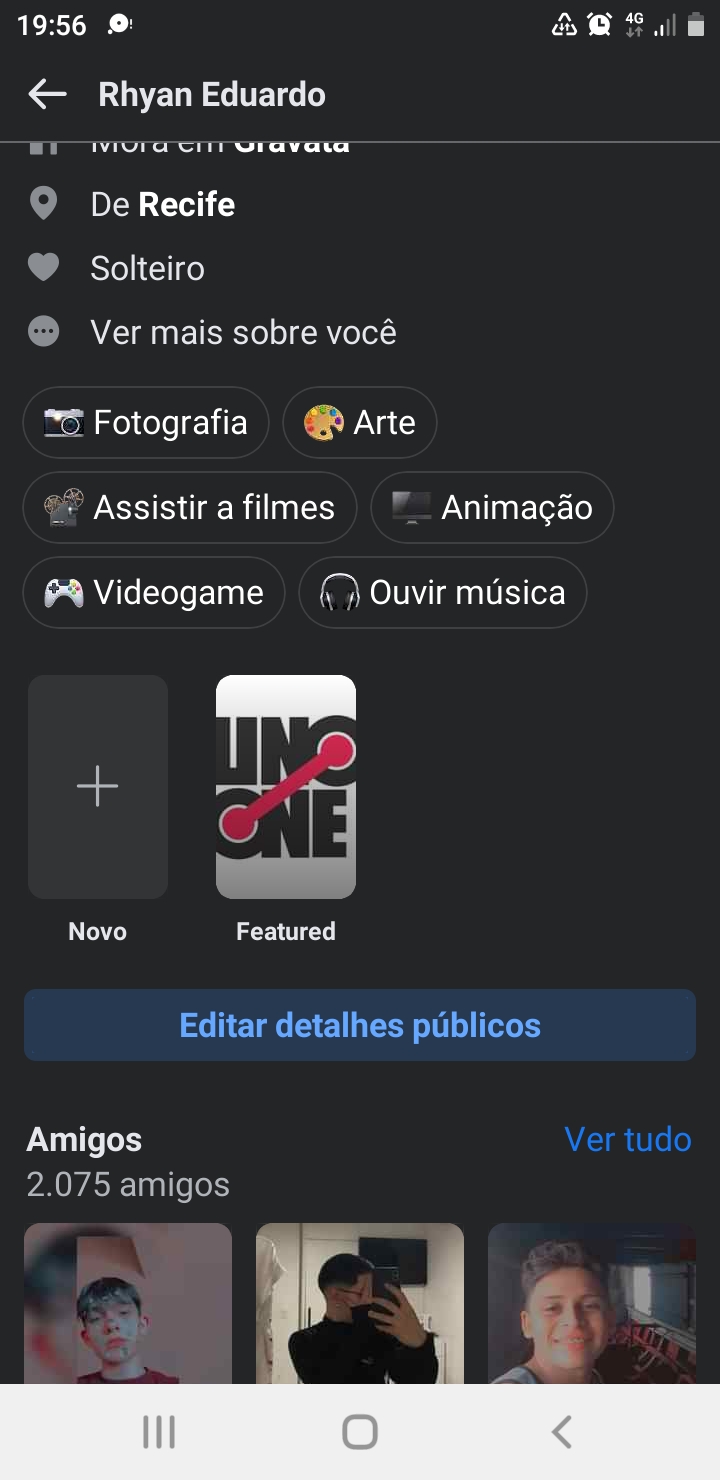 19:56
4G
Rhyan Eduardo
Mora em Gravatá
De Recife
Solteiro
Ver mais sobre você
Fotografia
Arte
Assistir a filmes
Animação
Videogame
Ouvir música
UNO
ONE
Novo
Featured
Editar detalhes públicos
Amigos
Ver tudo
2.075 amigos